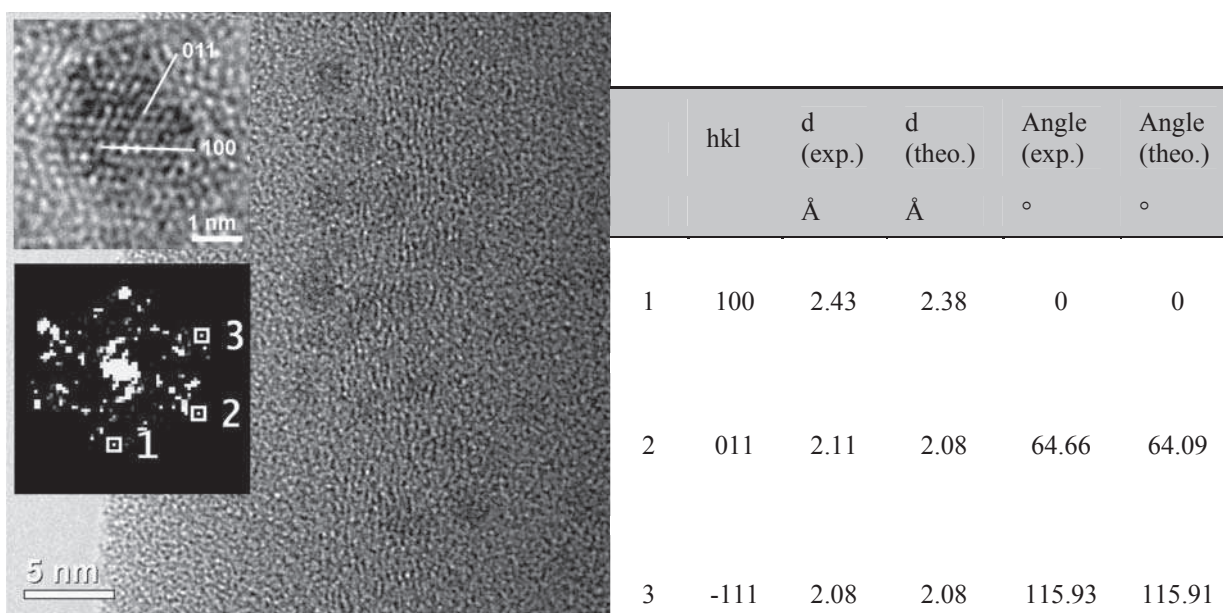 011
100
1 nm
3
2
1
5 nm
hkl d (exp.) d (theo.) Angle (exp.) Angle (theo.)
Å Å ° °
1 100 2.43 2.38 0 0
2 011 2.11 2.08 64.66 64.09
3 -111 2.08 2.08 115.93 115.91